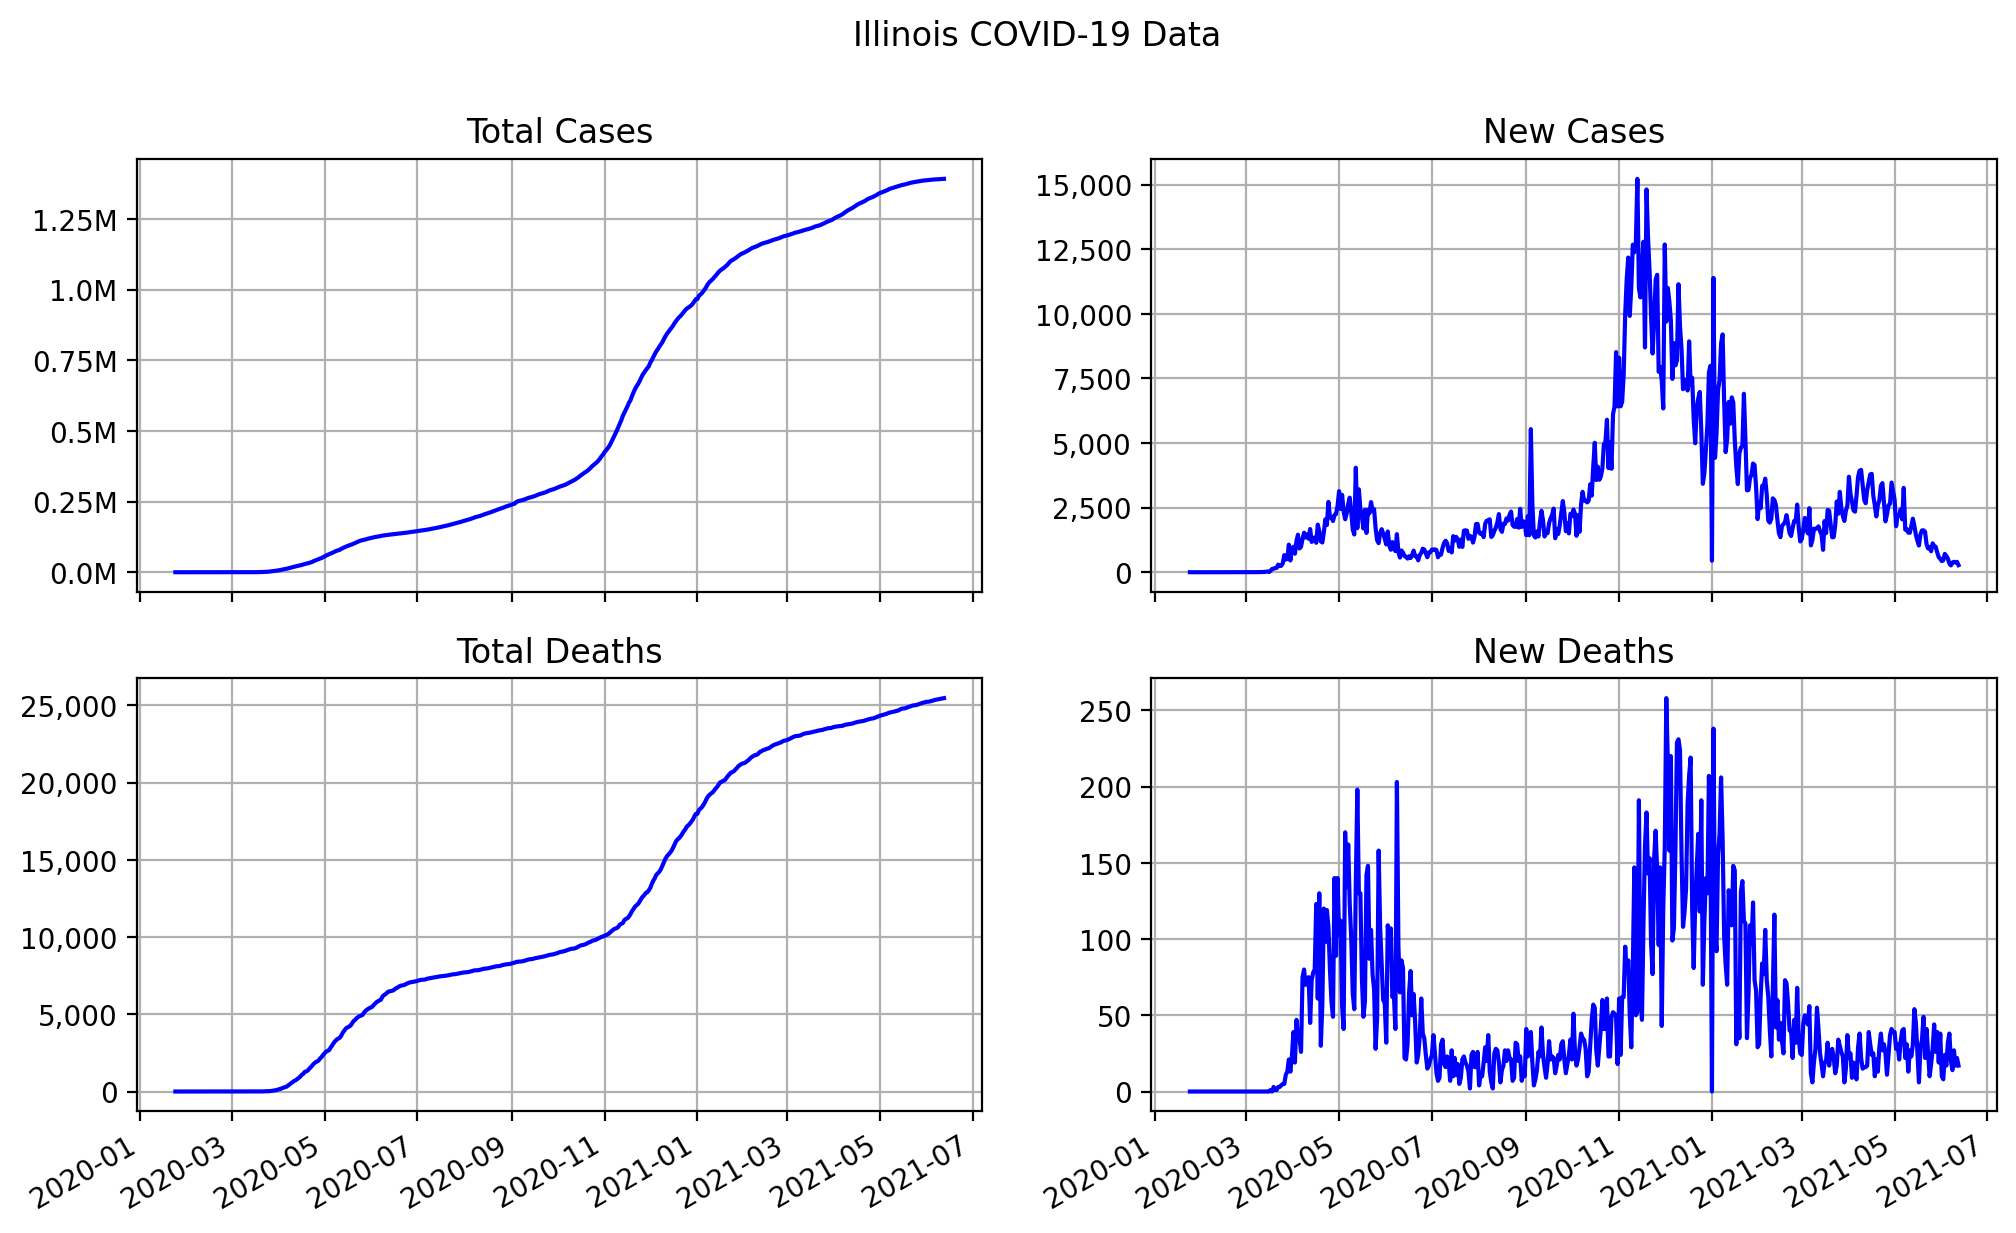 Illinois COVID-19 Data
Total Cases
1.25M
1.0M
0.75M
0.5M
0.25M
0.0M
New Cases
15,000
12,500
10,000
7,500
5,000
2,500
0
Total Deaths
25,000
20,000
15,000
10,000
5,000
0
2020-01 2020-03 2020-05 2020-07 2020-09 2020-11 2021-01 2021-03 2021-05 2021-07
New Deaths
250
200
150
100
50
0
2020-01 2020-03 2020-05 2020-07 2020-09 2020-11 2021-01 2021-03 2021-05 2021-07